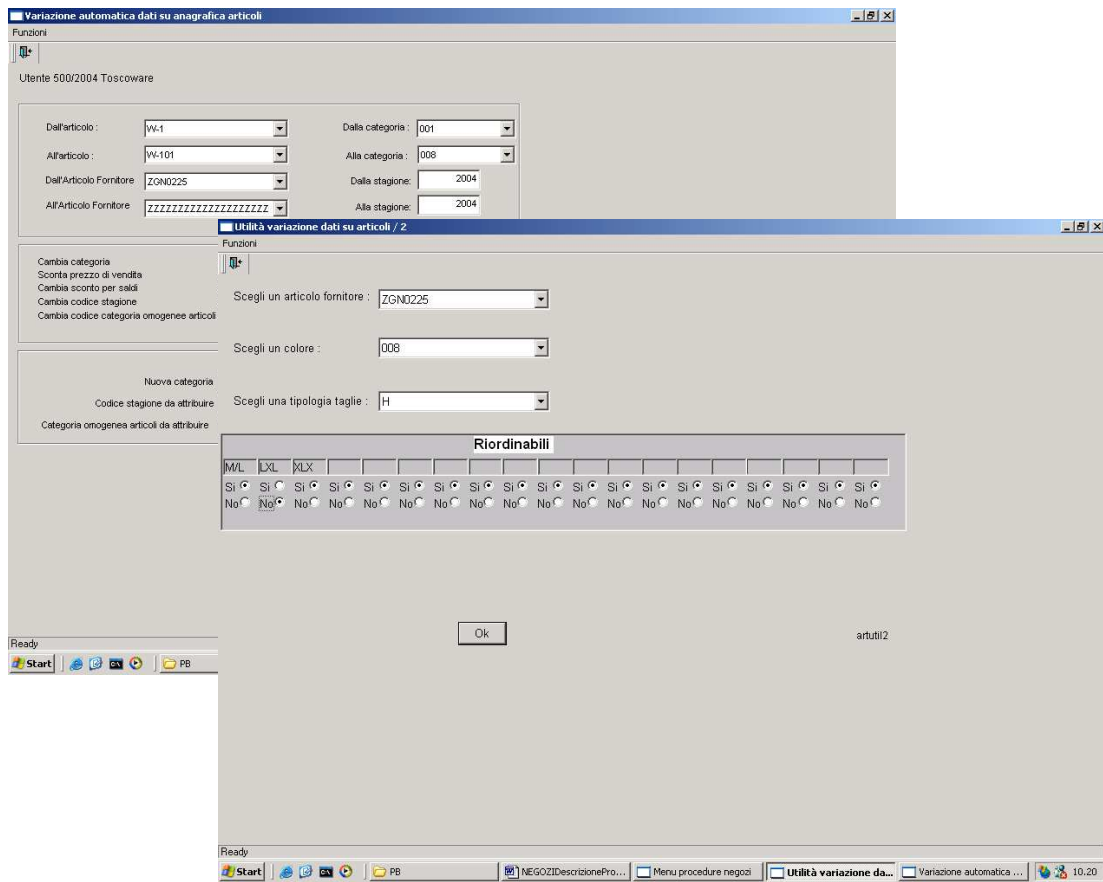 Variazione automatica dati su anagrafica articoli
Funzioni
Utente 500/2004 Toscoware
Dall'articolo : W-1 Dalla categoria : 001
All'articolo : W-101 Alla categoria : 008
Dall'Articolo Fornitore ZGN0225 Dalla stagione: 2004
All'Articolo Fornitore ZZZZZZZZZZZZZZZZZZZZ Alla stagione: 2004
Cambia categoria
Sconta prezzo di vendita
Cambia sconto per saldi
Cambia codice stagione
Cambia codice categoria omogenee articoli
Nuova categoria
Codice stagione da attribuire
Categoria omogenea articoli da attribuire
Ready
Start PB
Utilità variazione dati su articoli / 2
Funzioni
Scegli un articolo fornitore : ZGN0225
Scegli un colore : 008
Scegli una tipologia taglie : H
Riordinabili
M/L LXL XLX
Si Si Si Si Si Si Si Si Si Si Si Si Si Si Si Si Si Si Si
No No No No No No No No No No No No No No No No No No No
Ok
artutil2
Ready
Start PB NEGOZIDescrizionePro... Menu procedure negozi Utilità variazione da... Variazione automatica ... 10.20